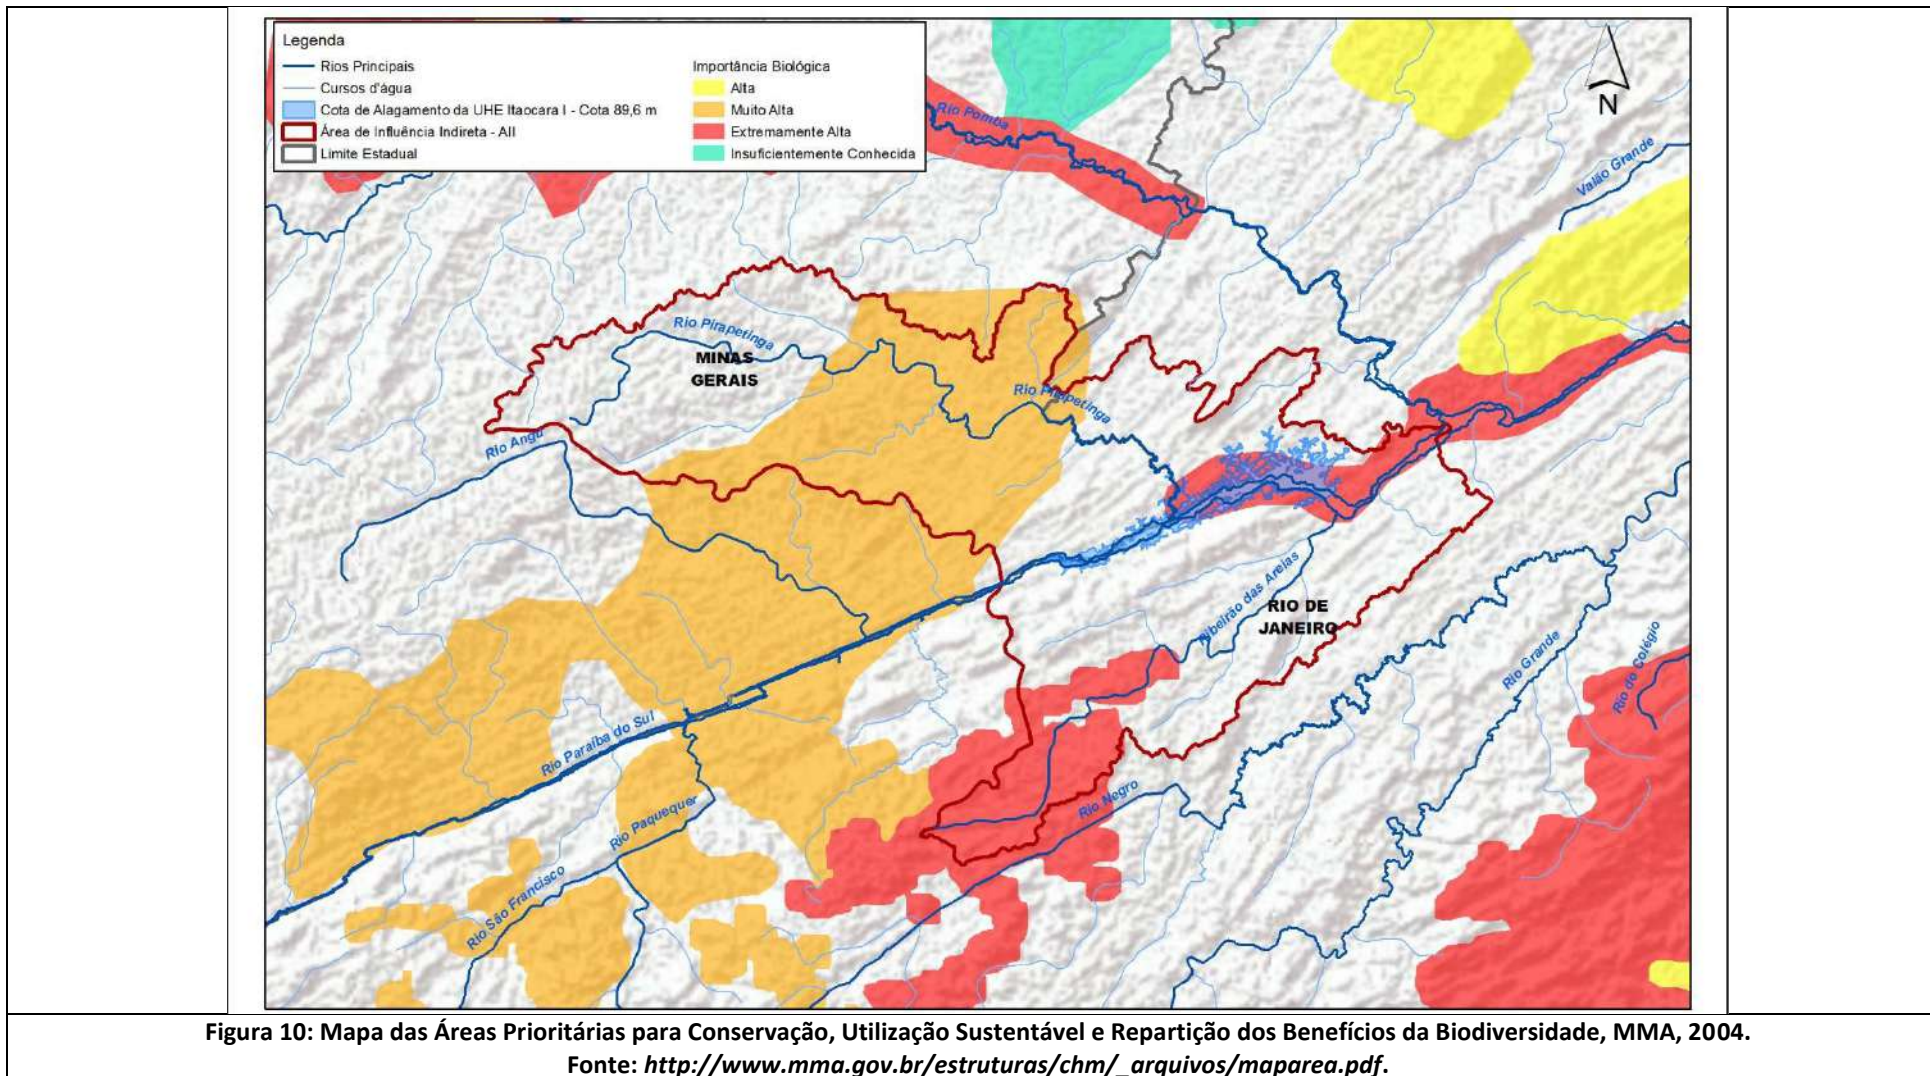 Legenda
Rios Principais
Cursos d'água
Cota de Alagamento da UHE Itaocara I - Cota 89,6 m
Área de Influência Indireta - AII
Limite Estadual
Importância Biológica
Alta
Muito Alta
Extremamente Alta
Insuficientemente Conhecida
N
Rio Pomba
Valão Grande
Rio Pirapetinga
MINAS
GERAIS
Rio Pirapetinga
Rio Angu
Ribeirão das Areias
RIO DE
JANEIRO
Rio Grande
Rio do Colégio
Rio Paraíba do Sul
Rio Negro
Rio Paquequer
Rio São Francisco
Figura 10: Mapa das Áreas Prioritárias para Conservação, Utilização Sustentável e Repartição dos Benefícios da Biodiversidade, MMA, 2004.
Fonte: http://www.mma.gov.br/estruturas/chm/_arquivos/maparea.pdf.